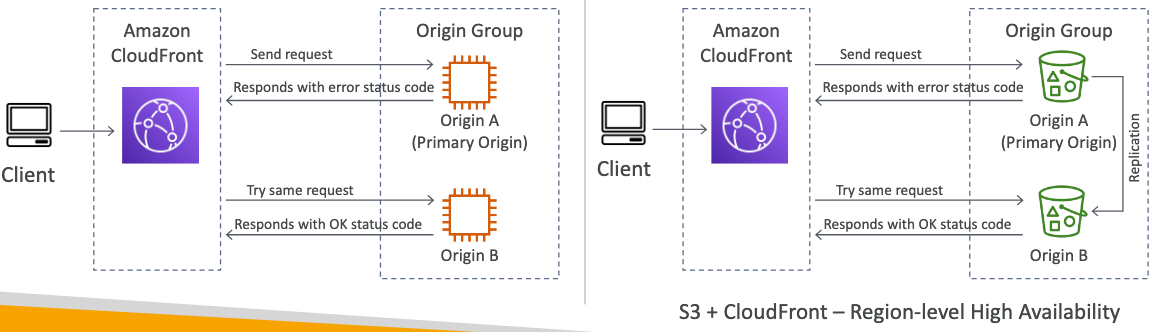 Amazon
CloudFront
Origin Group
Send request
Responds with error status code
Origin A
(Primary Origin)
Client
Try same request
Responds with OK status code
Origin B
Amazon
CloudFront
Origin Group
Send request
Responds with error status code
Origin A
(Primary Origin)
Replication
Client
Try same request
Responds with OK status code
Origin B
S3 + CloudFront – Region-level High Availability